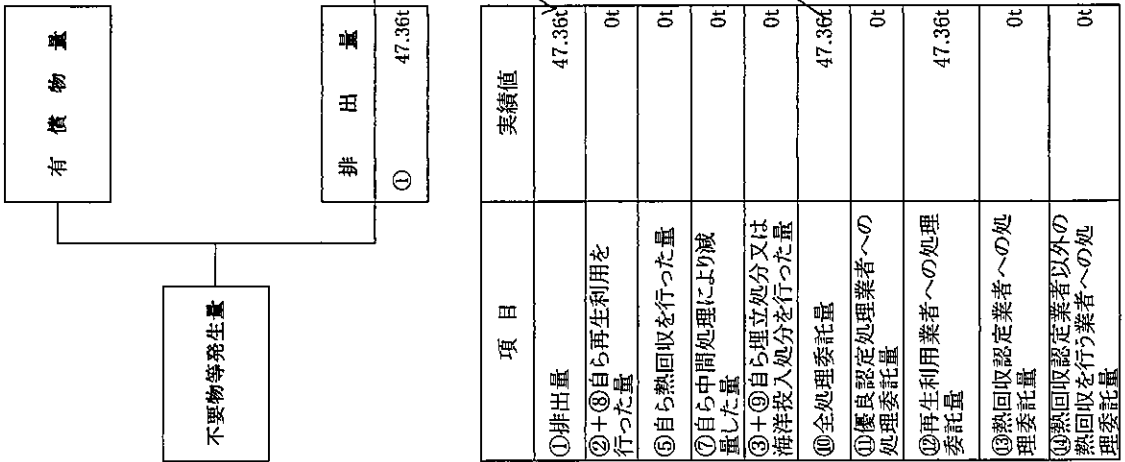 有償物量
不要物等発生量
排出量
① 47.36t
項目 実績値
①排出量 47.36t
②+⑧自ら再生利用を
行った量 0t
⑤自ら熱回収を行った量 0t
⑦自ら中間処理により減
量した量 0t
③+⑨自ら埋立処分又は
海洋投入処分を行った量 0t
⑩全処理委託量 47.36t
⑪優良認定処理業者への
処理委託量 0t
⑫再生利用業者への処理
委託量 47.36t
⑬熱回収認定業者への処
理委託量 0t
⑭熱回収認定業者以外の
熱回収を行う業者への処
理委託量 0t